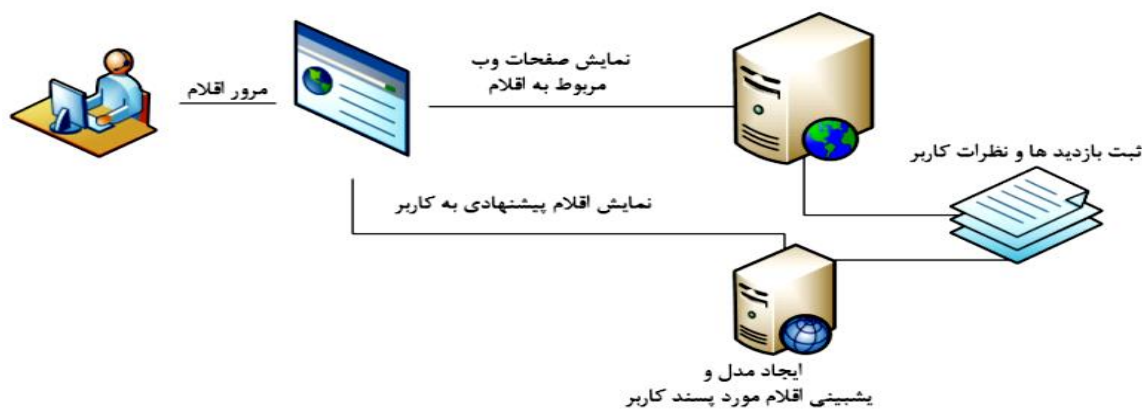 نمایش صفحات وب
مربوط به اقلام
مرور اقلام
ثبت بازدید ها و نظرات کاربر
نمایش اقلام پیشنهادی به کاربر
ایجاد مدل و
یشبینی اقلام مورد پسند کاربر